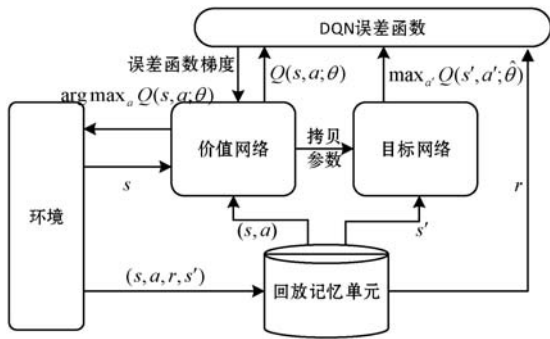 DQN误差函数
误差函数梯度
Q(s,a;θ)
max_{a'} Q(s',a';θ̂)
arg max_a Q(s,a;θ)
价值网络
拷贝
参数
目标网络
s
r
环境
(s,a)
s'
(s,a,r,s')
回放记忆单元